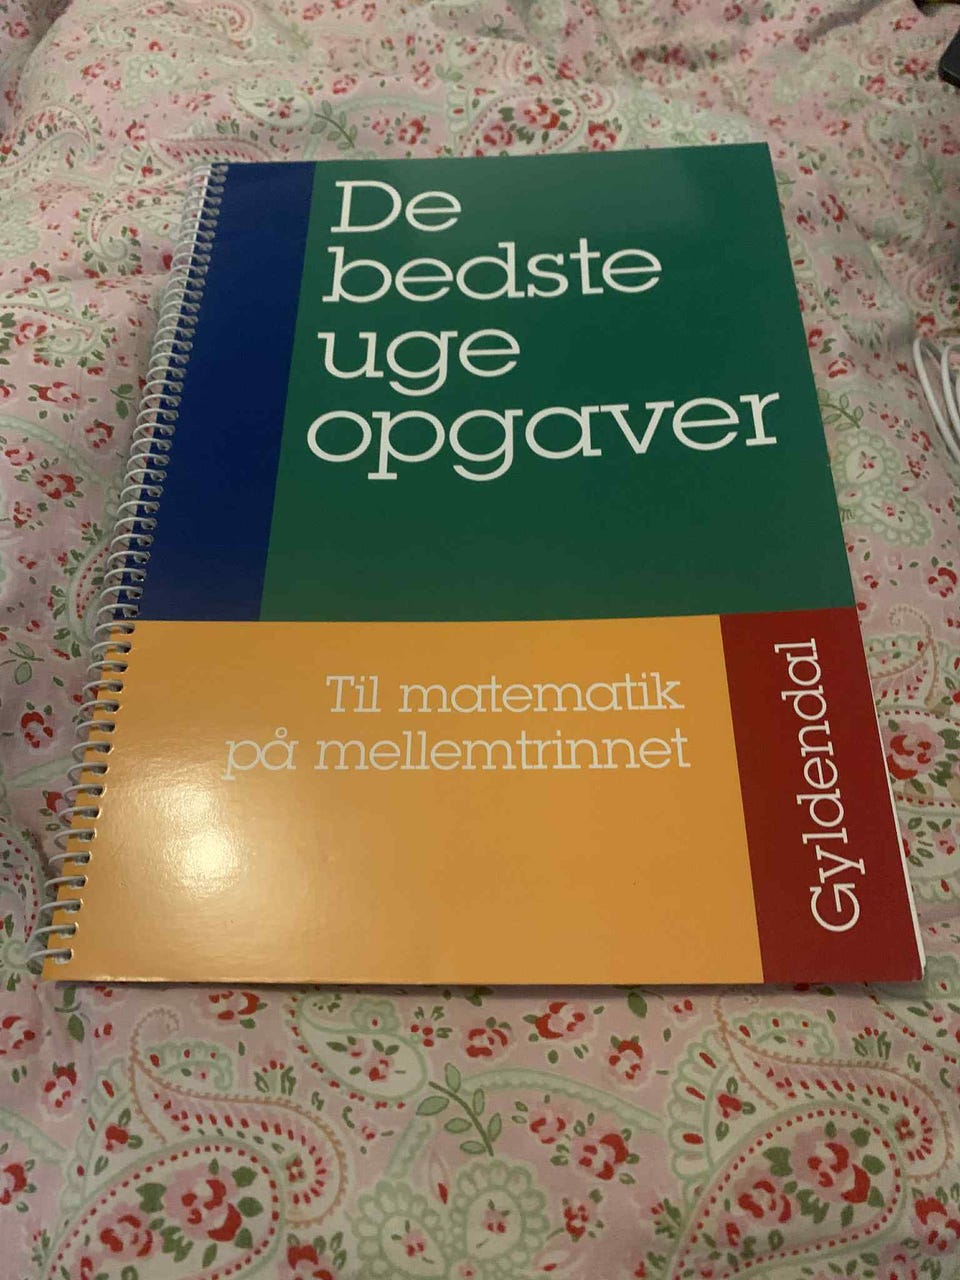 De
bedste
uge
opgaver
Til matematik
på mellemtrinnet
Gyldendal